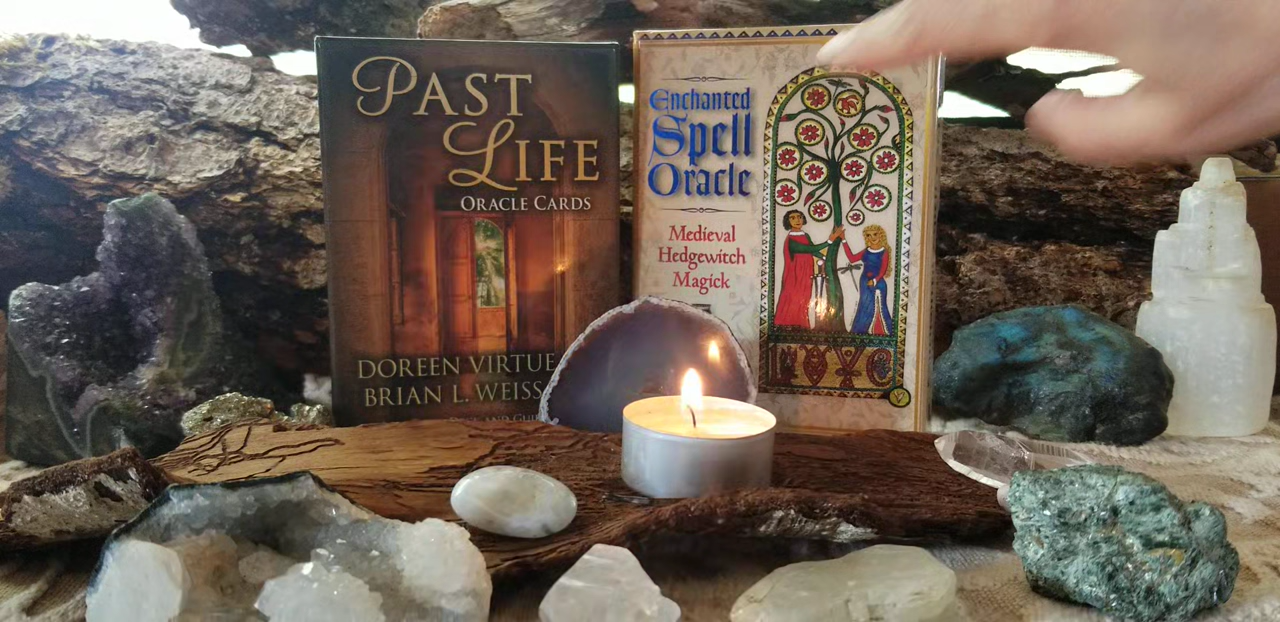 PAST
LIFE
ORACLE CARDS
DOREEN VIRTUE
BRIAN L. WEISS
Enchanted
Spell
Oracle
Medieval
Hedgewitch
Magick